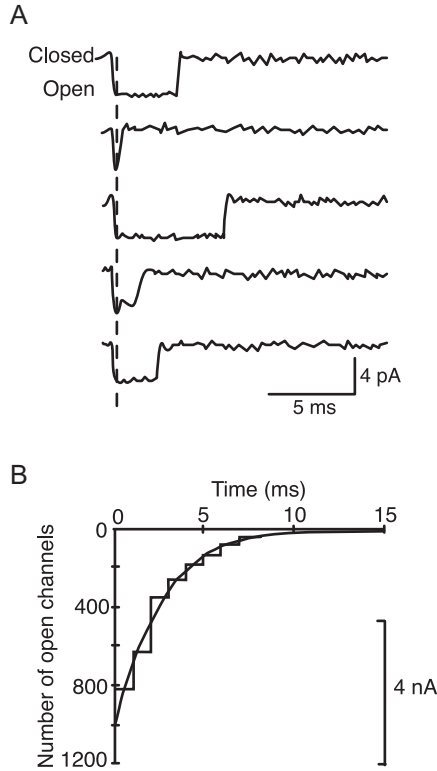 A
Closed
Open
4 pA
5 ms
B
Time (ms)
0 5 10 15
0
400
800
1200
Number of open channels
4 nA